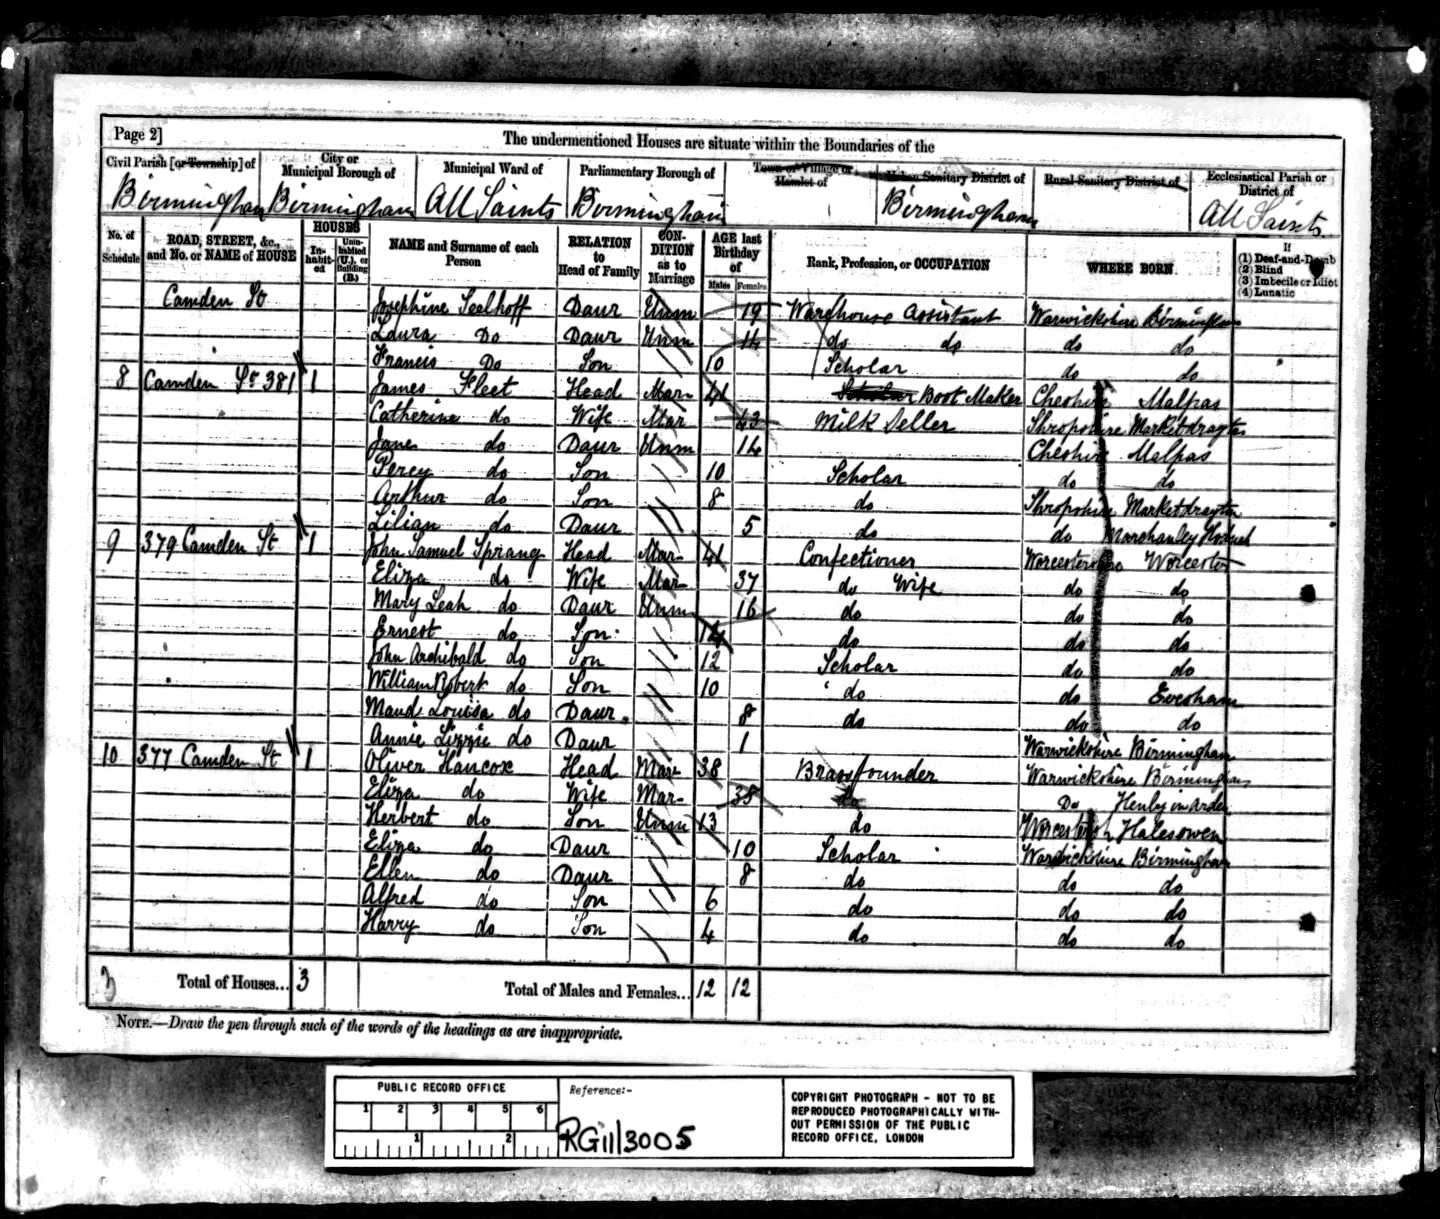 Page 2]
The undermentioned Houses are situate within the Boundaries of the
Civil Parish [or Township] of
City or Municipal Borough of
Municipal Ward of
Parliamentary Borough of
Town or Village or Hamlet of
Urban Sanitary District of
Rural Sanitary District of
Ecclesiastical Parish or District of
Birmingham Birmingham All Saints Birmingham Birmingham All Saints
No. of Schedule
ROAD, STREET, &c., and No. or NAME of HOUSE
HOUSES
Inhabited
Uninhabited (U.), or Building (B.)
NAME and Surname of each Person
RELATION to Head of Family
CONDITION as to Marriage
AGE last Birthday of
Males Females
Rank, Profession, or OCCUPATION
WHERE BORN
If
(1) Deaf-and-Dumb
(2) Blind
(3) Imbecile or Idiot
(4) Lunatic
Camden St Josephine Seelhoff Daur Unm 19 Warehouse Assistant Warwickshire Birmingham
Laura Do Daur Unm 14 do do do do
Francis Do Son 10 Scholar do do
8 Camden St 381 1 James Fleet Head Mar 41 Scholar Boot Maker Cheshire Malpas
Catherine do Wife Mar 43 Milk Seller Shropshire Marketdrayton
Jane do Daur Unm 14 Cheshire Malpas
Percy do Son 10 Scholar do do
Arthur do Son 8 do Shropshire Marketdrayton
Lilian do Daur 5 do do
9 379 Camden St 1 John Samuel Sprang Head Mar 41 Confectioner Worcestershire Worcester
Eliza do Wife Mar 37 do Wife do do
Mary Leah do Daur Unm 16 do do do
Ernest do Son 14 do do do
John Archibald do Son 12 Scholar do do
William Robert do Son 10 do do Evesham
Maud Louisa do Daur 8 do do do
Annie Lizzie do Daur 1 Warwickshire Birmingham
10 377 Camden St 1 Oliver Hancox Head Mar 38 Brassfounder Warwickshire Birmingham
Eliza do Wife Mar 38 do Do Henley in Arden
Herbert do Son Unm 13 do Halesowen
Eliza do Daur 10 Scholar Warwickshire Birmingham
Ellen do Daur 8 do do do
Alfred do Son 6 do do do
Harry do Son 4 do do do
3 Total of Houses... 3 Total of Males and Females... 12 12
NOTE.—Draw the pen through such of the words of the headings as are inappropriate.
PUBLIC RECORD OFFICE
1 2 3 4 5 6
1 2
Reference:-
RG11/3005
COPYRIGHT PHOTOGRAPH - NOT TO BE
REPRODUCED PHOTOGRAPHICALLY WITH-
OUT PERMISSION OF THE PUBLIC
RECORD OFFICE, LONDON